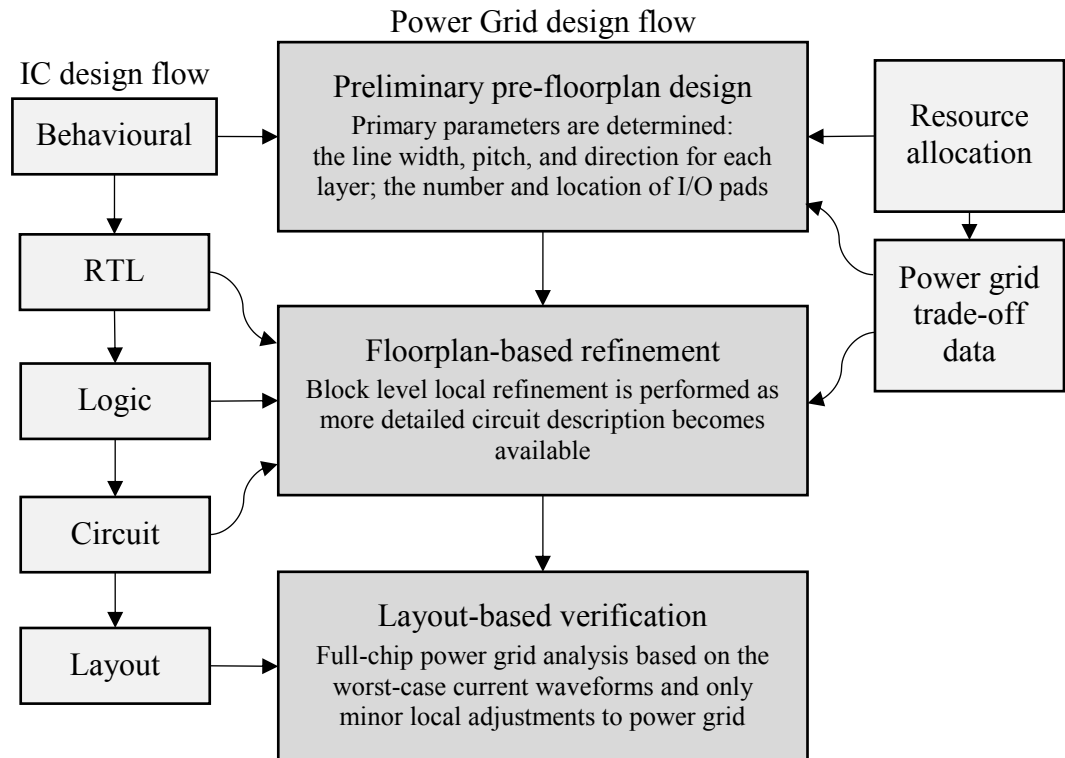 Power Grid design flow
IC design flow
Behavioural
RTL
Logic
Circuit
Layout
Preliminary pre-floorplan design
Primary parameters are determined:
the line width, pitch, and direction for each
layer; the number and location of I/O pads
Floorplan-based refinement
Block level local refinement is performed as
more detailed circuit description becomes
available
Layout-based verification
Full-chip power grid analysis based on the
worst-case current waveforms and only
minor local adjustments to power grid
Resource
allocation
Power grid
trade-off
data